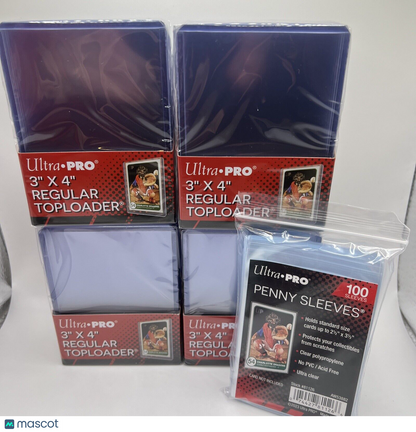 Ultra•PRO®
3" X 4"
REGULAR
TOPLOADER®
Ultra•PRO®
3" X 4"
REGULAR
TOPLOADER
Ultra•PRO®
3" X 4"
REGULAR
TOPLOADER®
Ultra•PRO
3" X 4"
REGULAR
TOPLOADER
Ultra•PRO®
100
SLEEVES
PENNY SLEEVES
• Holds standard size
cards up to 2½" x 3½"
• Protects your collectibles
from scratches
• Clear polypropylene
• No PVC / Acid Free
• Ultra clear
mascot